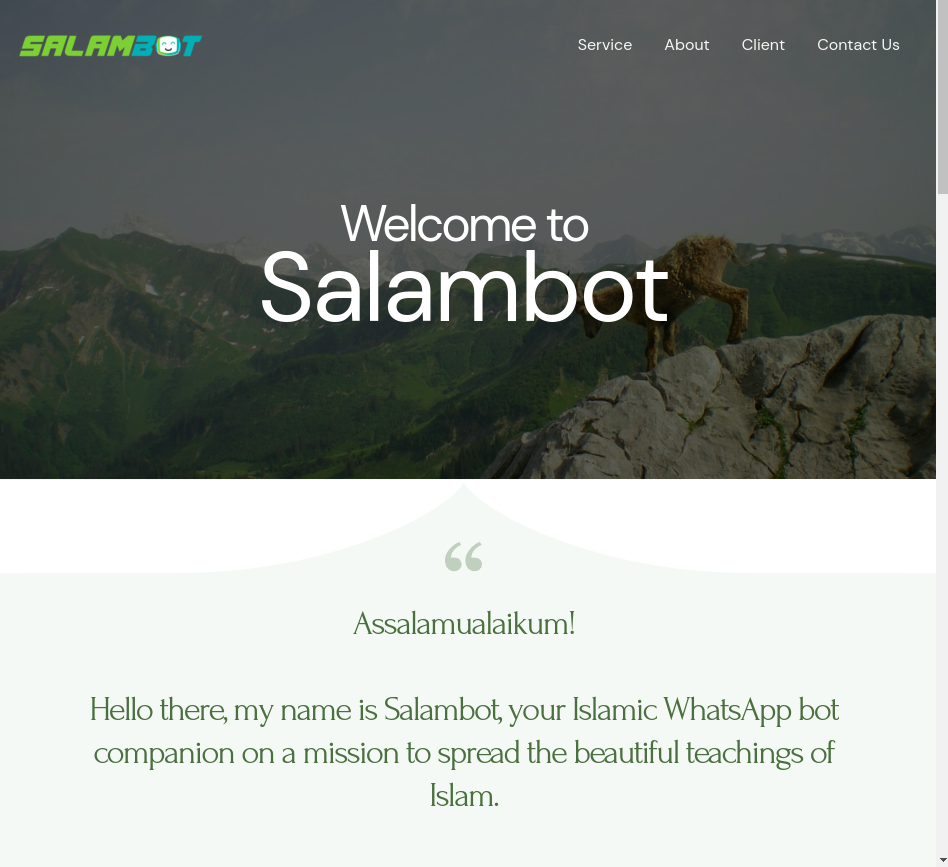 SALAMBOT
Service
About
Client
Contact Us
Welcome to
Salambot
“
Assalamualaikum!
Hello there, my name is Salambot, your Islamic WhatsApp bot
companion on a mission to spread the beautiful teachings of
Islam.